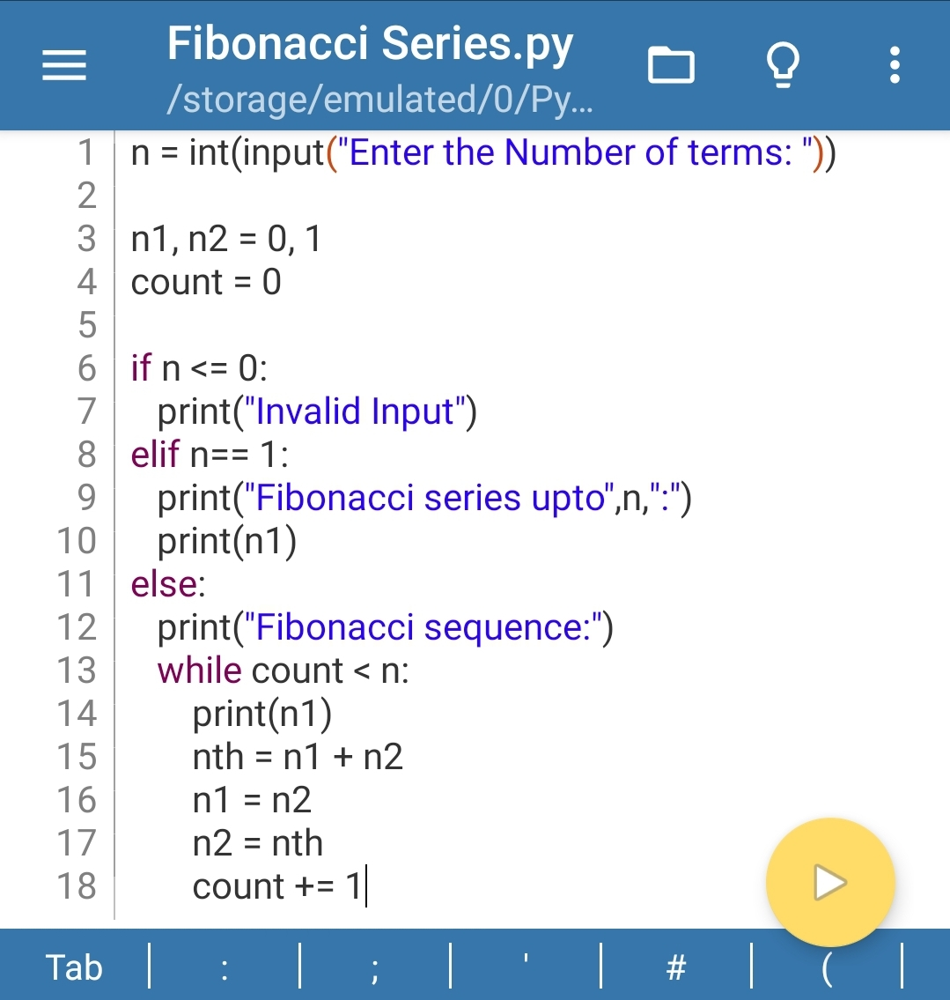 Fibonacci Series.py
/storage/emulated/0/Py...
1 n = int(input("Enter the Number of terms: "))
2
3 n1, n2 = 0, 1
4 count = 0
5
6 if n <= 0:
7    print("Invalid Input")
8 elif n== 1:
9    print("Fibonacci series upto",n,":")
10    print(n1)
11 else:
12    print("Fibonacci sequence:")
13    while count < n:
14        print(n1)
15        nth = n1 + n2
16        n1 = n2
17        n2 = nth
18        count += 1
Tab | : | ; | ' | # | ( |